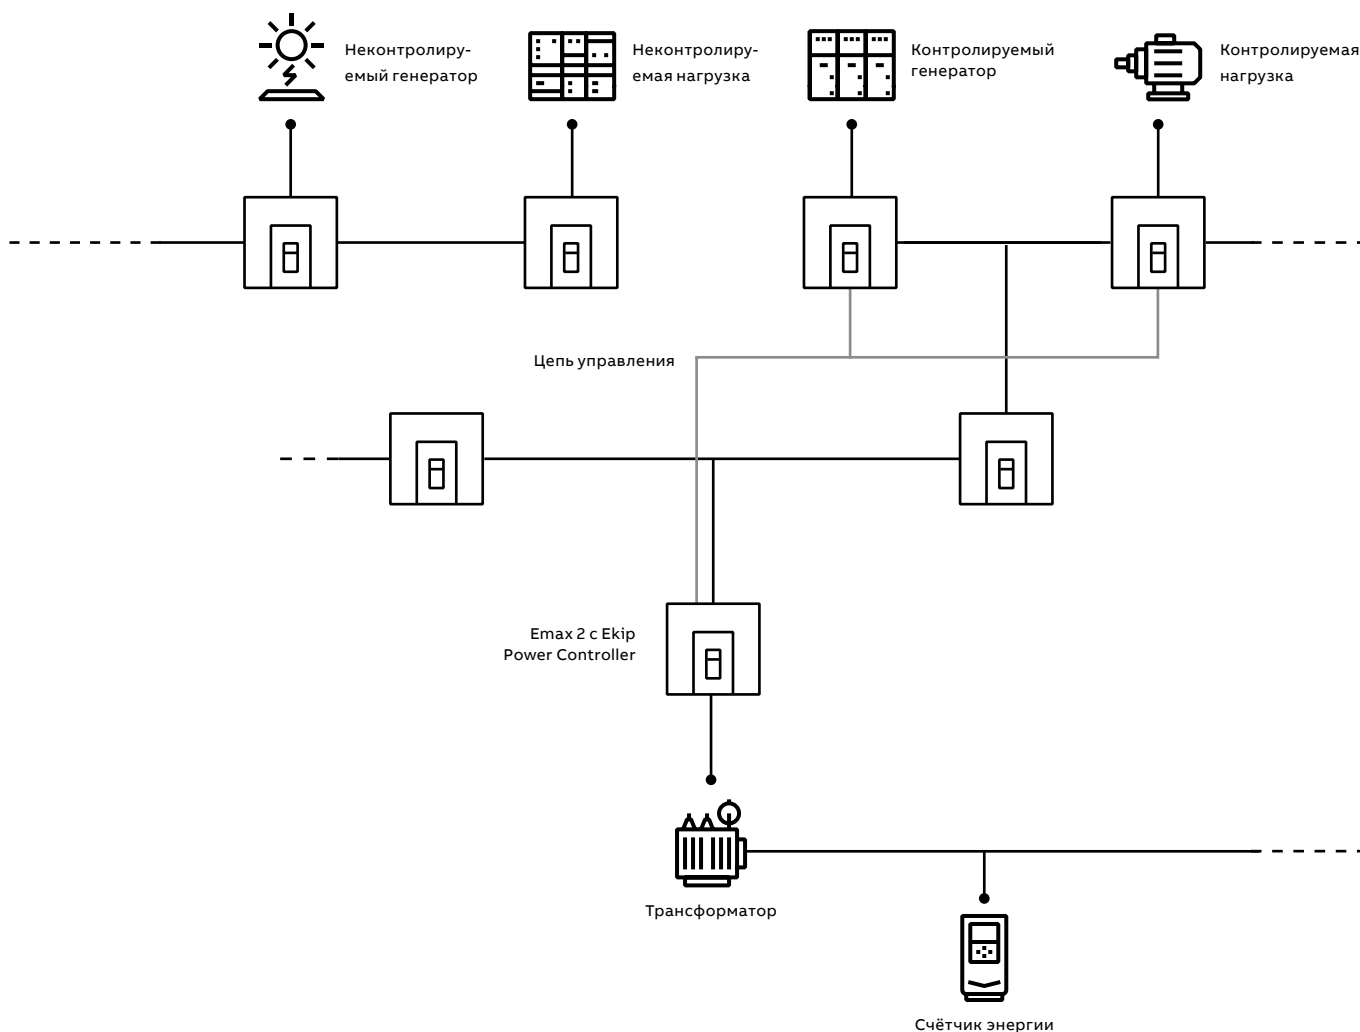 Неконтролиру-
емый генератор
Неконтролиру-
емая нагрузка
Контролируемый
генератор
Контролируемая
нагрузка
Цепь управления
Emax 2 с Ekip
Power Controller
Трансформатор
Счётчик энергии